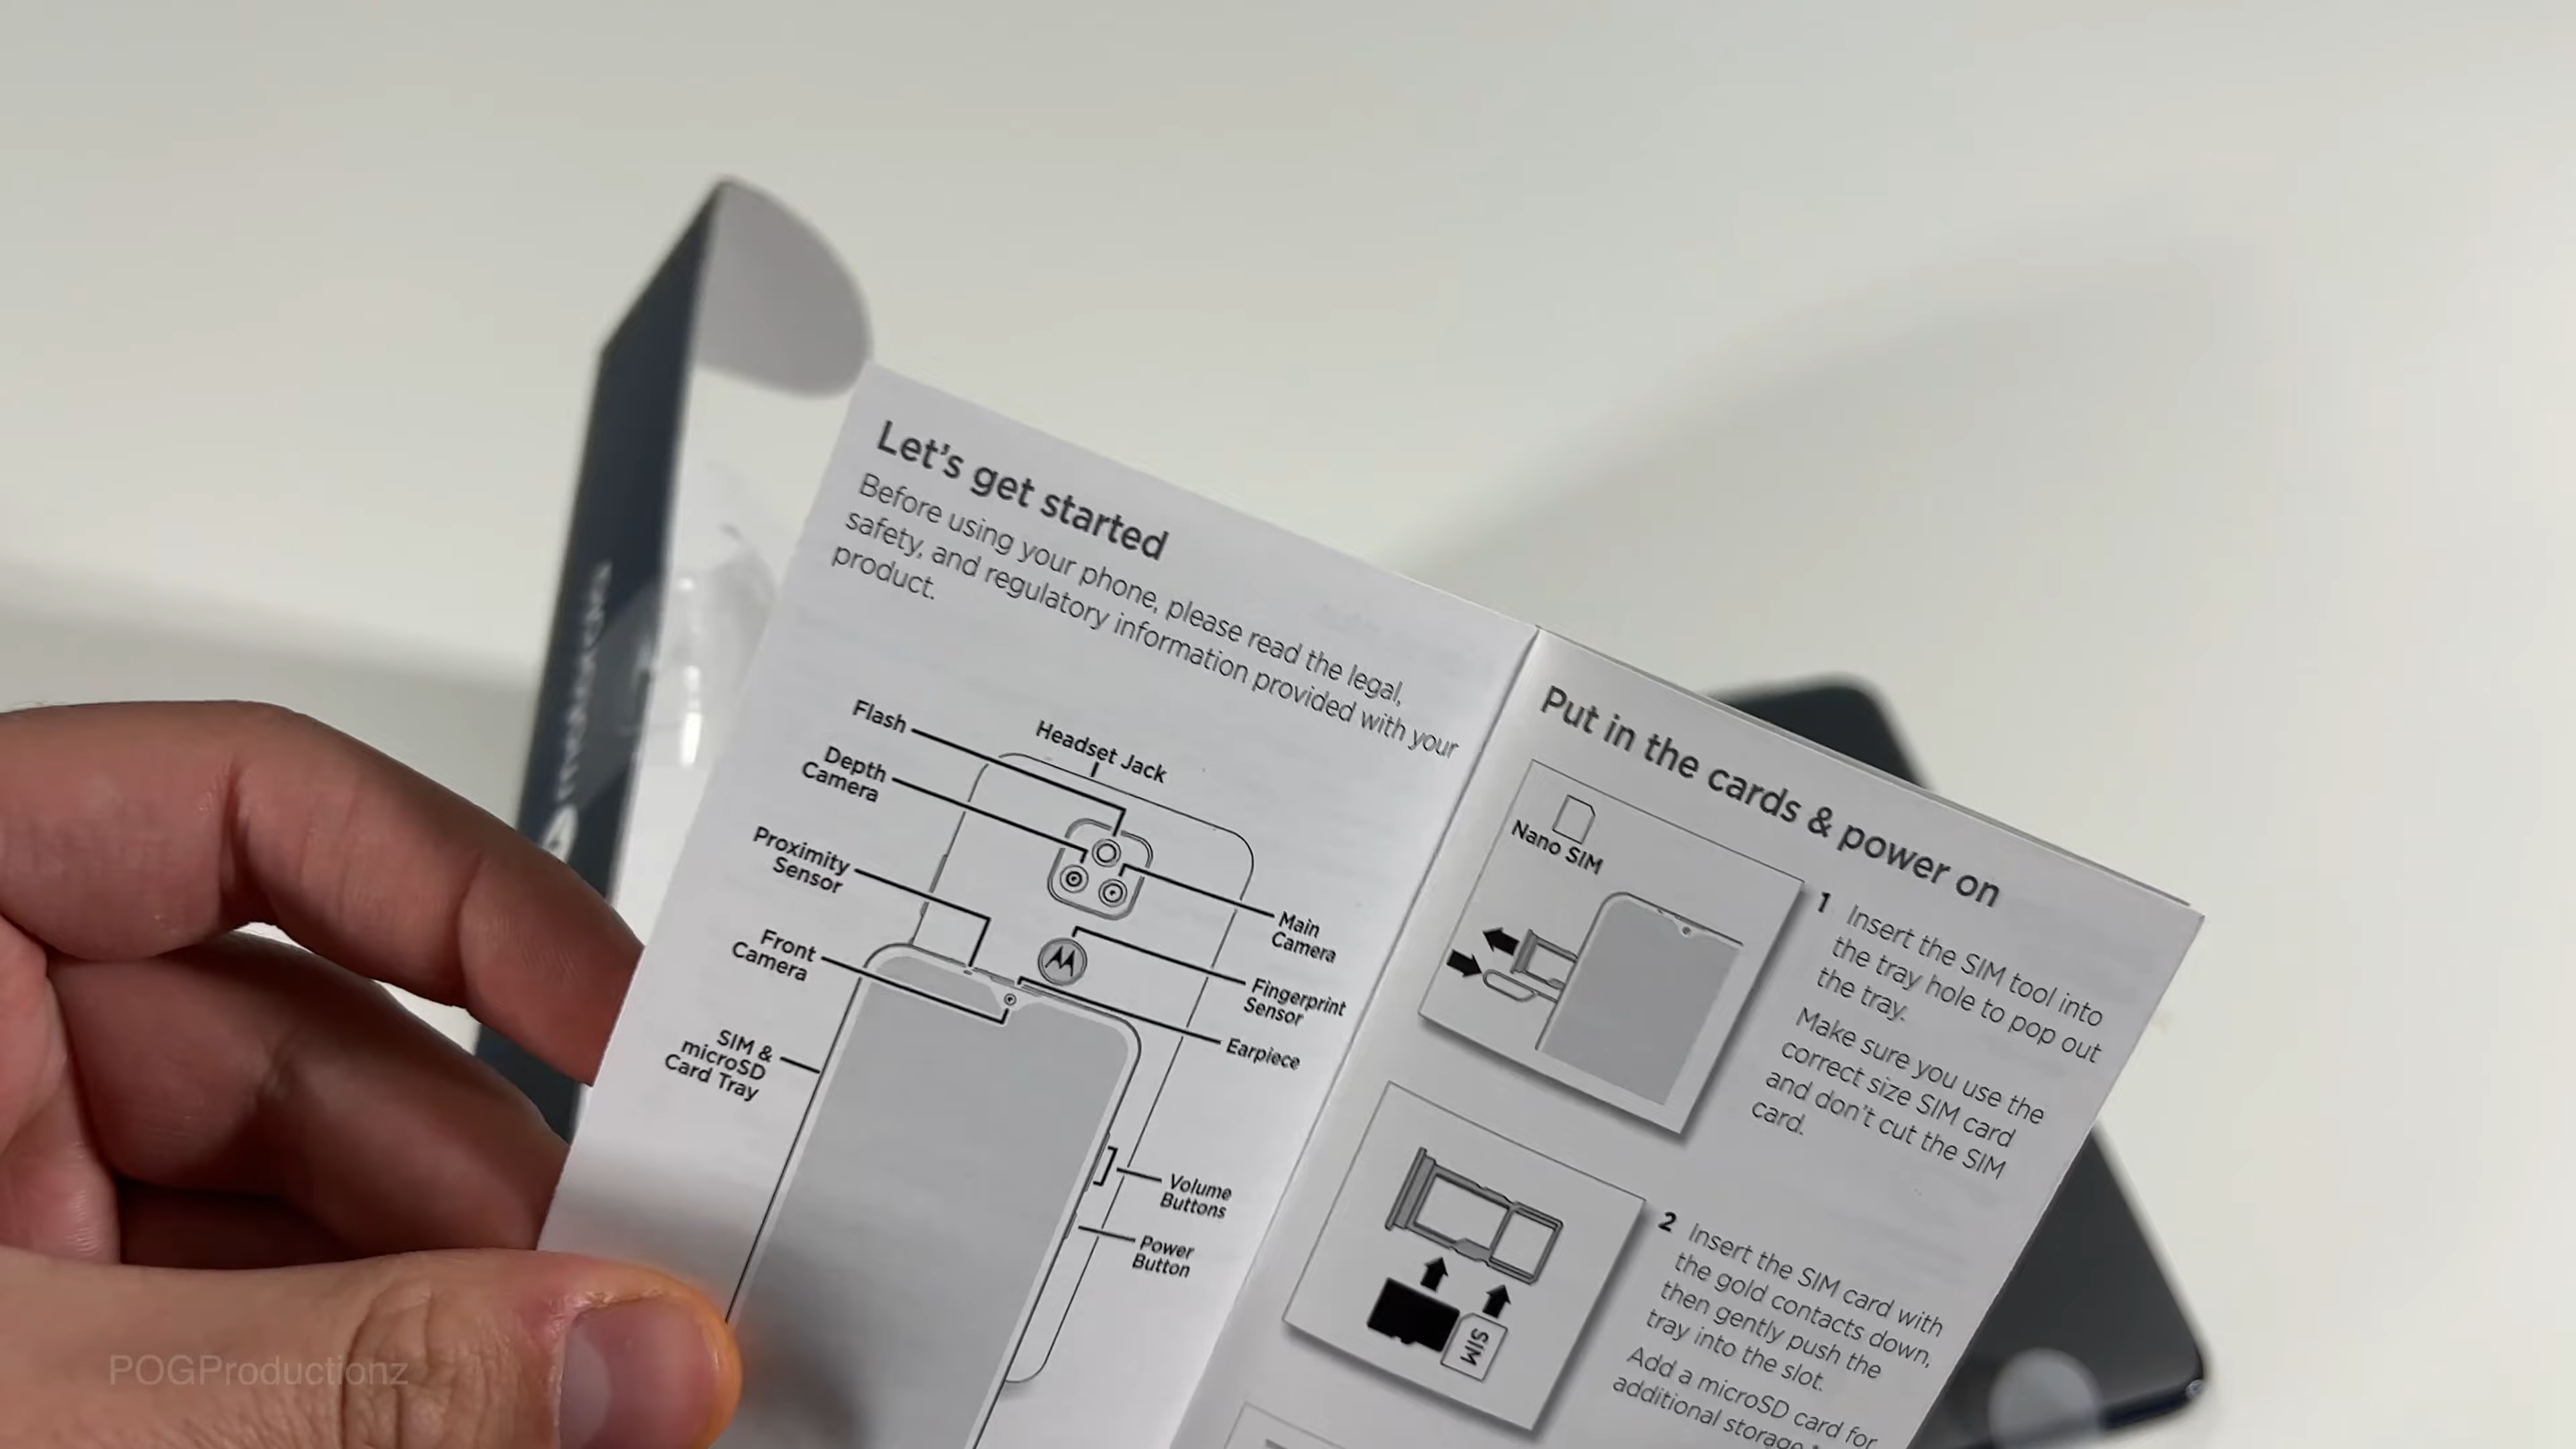 Let's get started
Before using your phone, please read the legal,
safety, and regulatory information provided with your
product.
Flash
Headset Jack
Depth
Camera
Proximity
Sensor
Front
Camera
SIM &
microSD
Card Tray
Main
Camera
Fingerprint
Sensor
Earpiece
Volume
Buttons
Power
Button
Put in the cards & power on
Nano SIM
1 Insert the SIM tool into
the tray hole to pop out
the tray.
Make sure you use the
correct size SIM card
and don't cut the SIM
card.
SIM
2 Insert the SIM card with
the gold contacts down,
then gently push the
tray into the slot.
Add a microSD card for
additional storage
POGProductionz